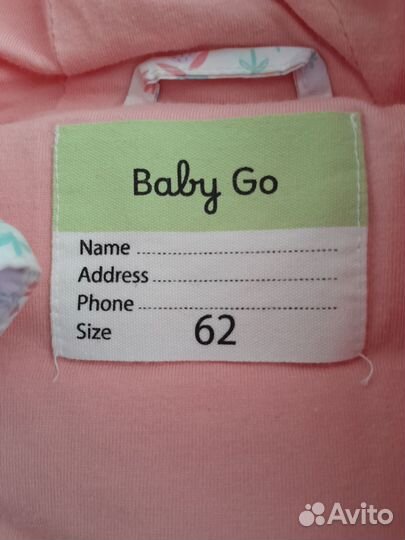 Baby Go
Name
Address
Phone
Size 62
Avito